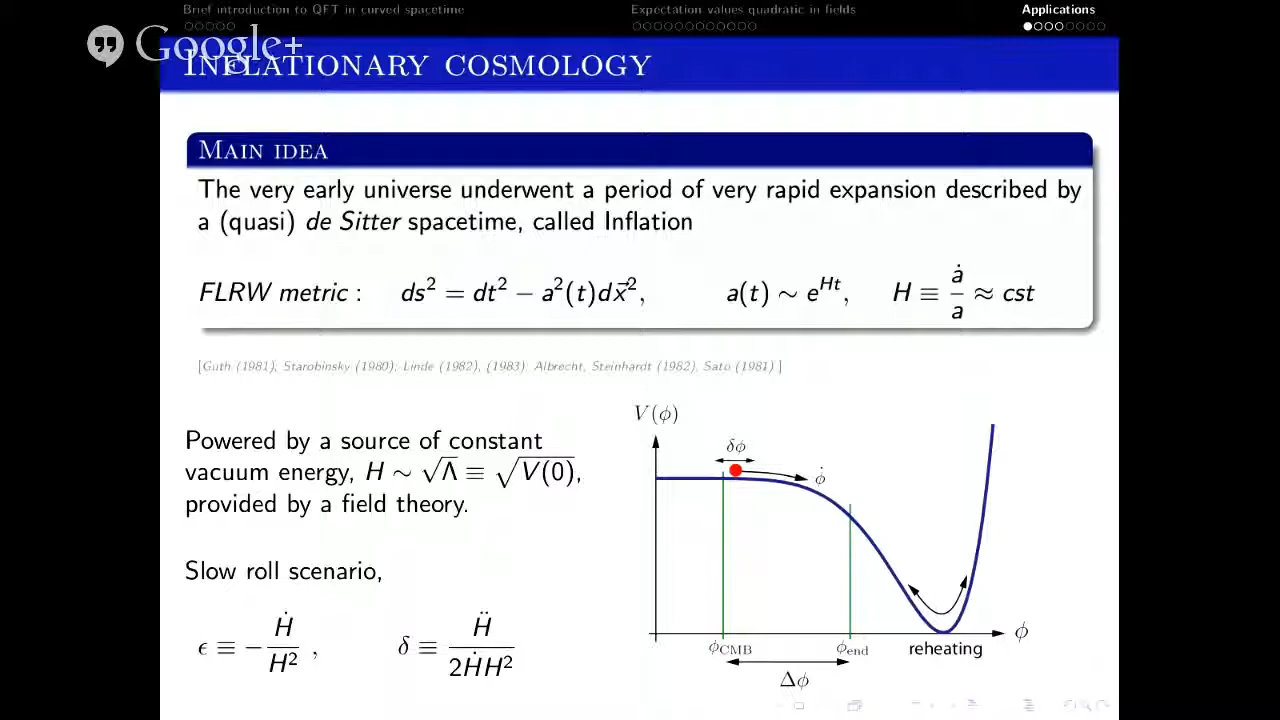 Brief introduction to QFT in curved spacetime Expectation values quadratic in fields Applications
Google+
Inflationary cosmology
Main idea
The very early universe underwent a period of very rapid expansion described by
a (quasi) de Sitter spacetime, called Inflation
FLRW metric : ds² = dt² − a²(t)dx⃗², a(t) ∼ e^{Ht}, H ≡ ȧ/a ≈ cst
[Guth (1981), Starobinsky (1980); Linde (1982), (1983); Albrecht, Steinhardt (1982), Sato (1981) ]
Powered by a source of constant
vacuum energy, H ∼ √Λ ≡ √V(0),
provided by a field theory.
Slow roll scenario,
ϵ ≡ −Ḣ/H² , δ ≡ Ḧ/2ḢH²
V(ϕ)
δϕ
ϕ̇
ϕ
ϕCMB ϕend reheating
Δϕ